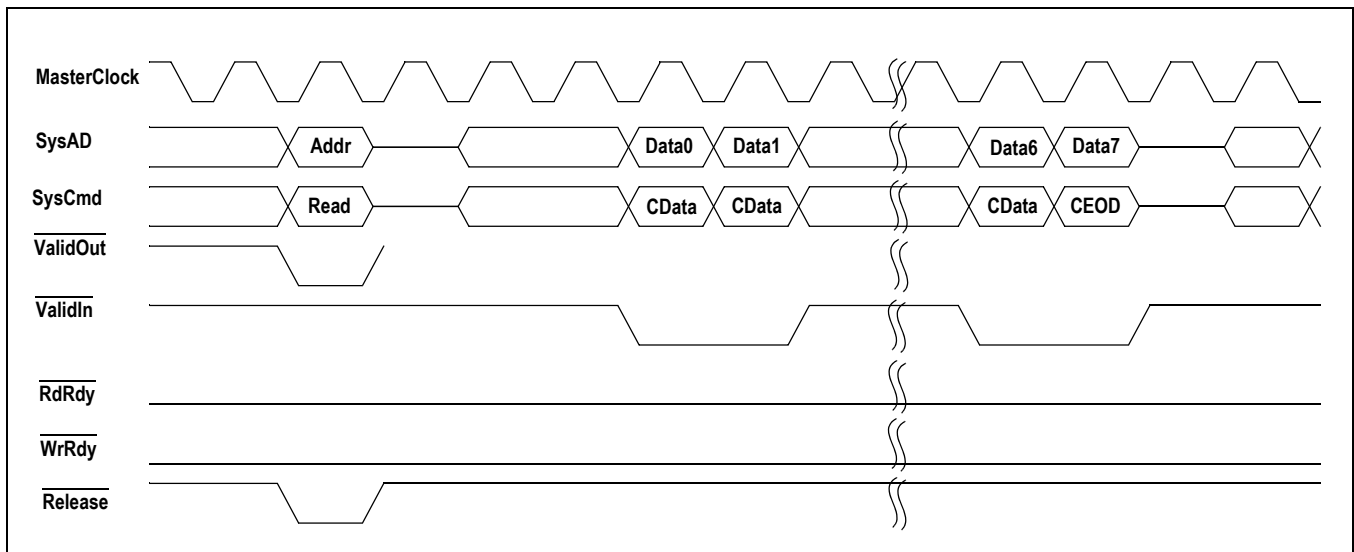 MasterClock
SysAD Addr Data0 Data1 Data6 Data7
SysCmd Read CData CData CData CEOD
ValidOut
ValidIn
RdRdy
WrRdy
Release